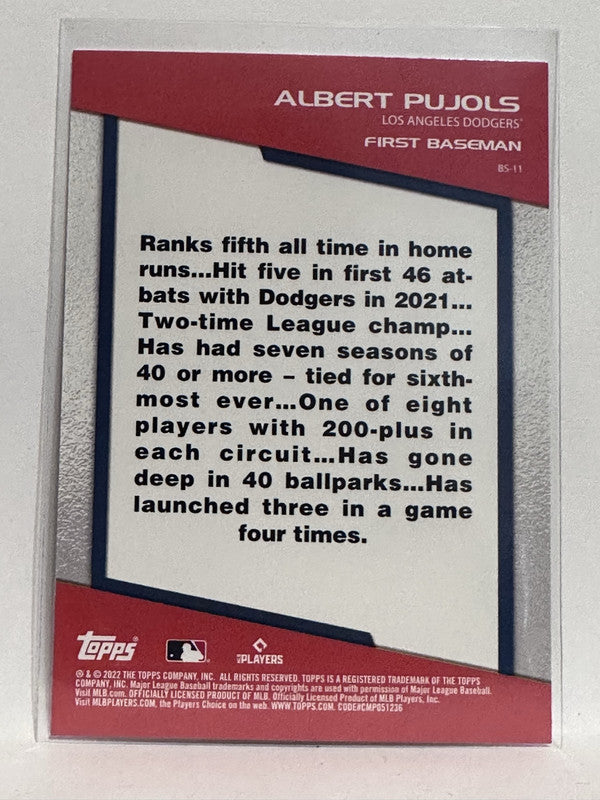 ALBERT PUJOLS
LOS ANGELES DODGERS®
FIRST BASEMAN
BS-11
Ranks fifth all time in home
runs...Hit five in first 46 at-
bats with Dodgers in 2021...
Two-time League champ...
Has had seven seasons of
40 or more – tied for sixth-
most ever...One of eight
players with 200-plus in
each circuit...Has gone
deep in 40 ballparks...Has
launched three in a game
four times.
topps®
MLB PLAYERS
® & © 2022 THE TOPPS COMPANY, INC. ALL RIGHTS RESERVED. TOPPS IS A REGISTERED TRADEMARK OF THE TOPPS
COMPANY, INC. Major League Baseball trademarks and copyrights are used with permission of Major League Baseball.
Visit MLB.com. OFFICIALLY LICENSED PRODUCT OF MLB. Officially Licensed Product of MLB Players, Inc.
Visit MLBPLAYERS.com, the Players Choice on the web. WWW.TOPPS.COM. CODE#CMP051236